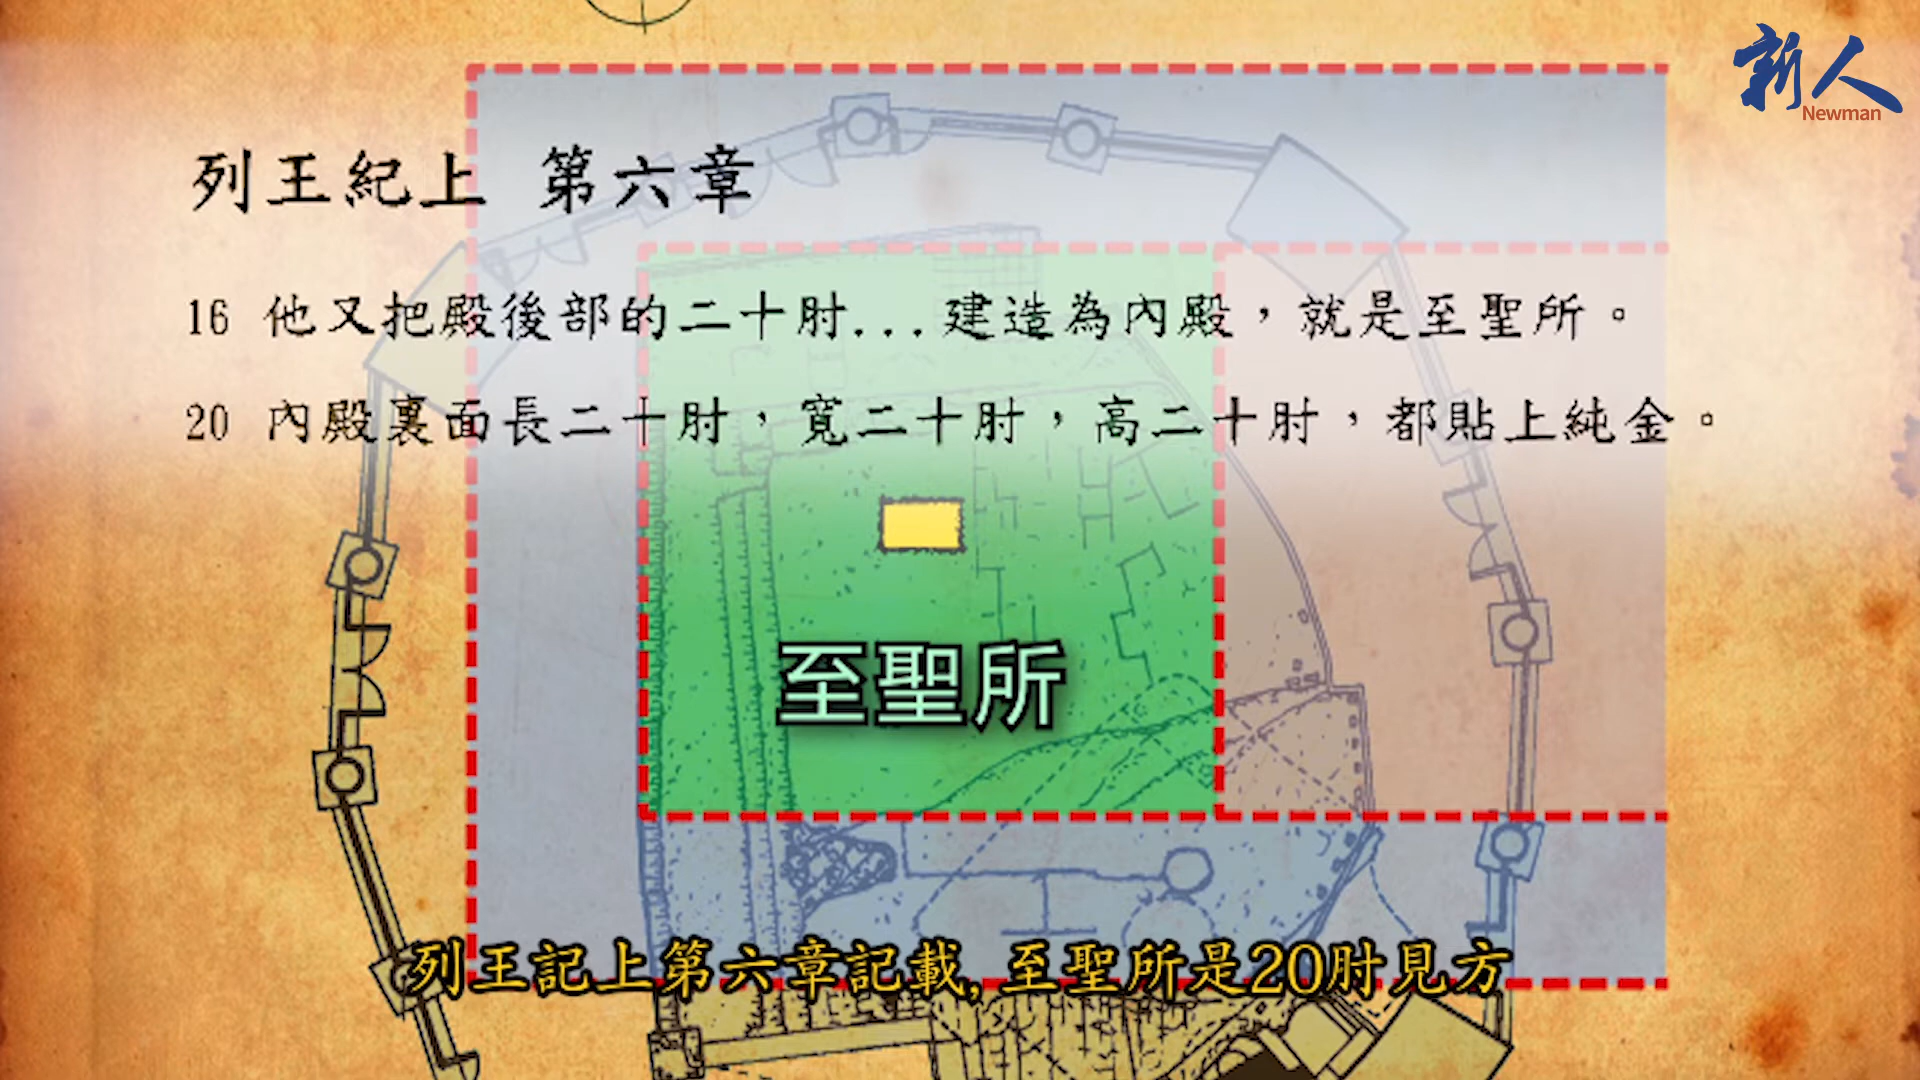 新人
Newman
列王紀上 第六章
16 他又把殿後部的二十肘...建造為內殿，就是至聖所。
20 內殿裏面長二十肘，寬二十肘，高二十肘，都貼上純金。
至聖所
列王記上第六章記載, 至聖所是20肘見方